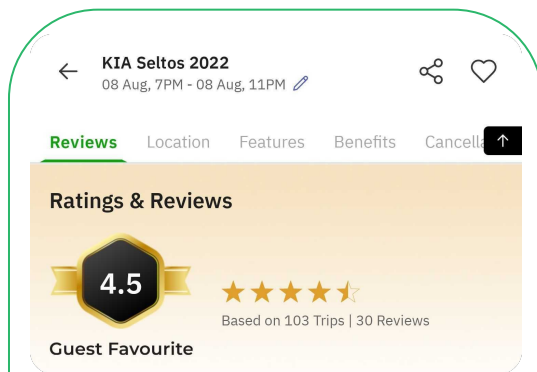 KIA Seltos 2022
08 Aug, 7PM - 08 Aug, 11PM
Reviews Location Features Benefits Cancella
Ratings & Reviews
4.5
Based on 103 Trips | 30 Reviews
Guest Favourite